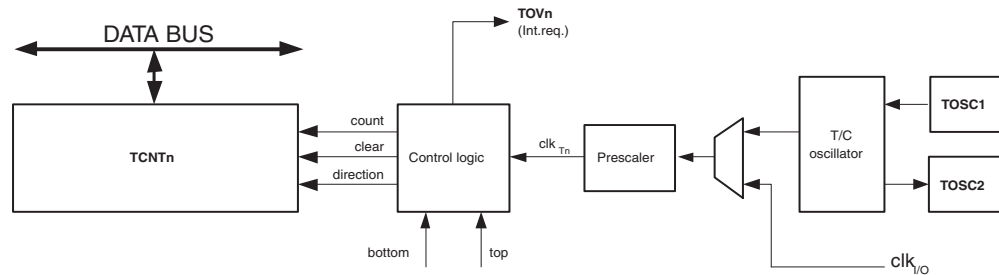 TOVn
(Int.req.)
DATA BUS
TCNTn
count
clear
direction
Control logic
clkTn
Prescaler
T/C
oscillator
TOSC1
TOSC2
bottom
top
clkI/O